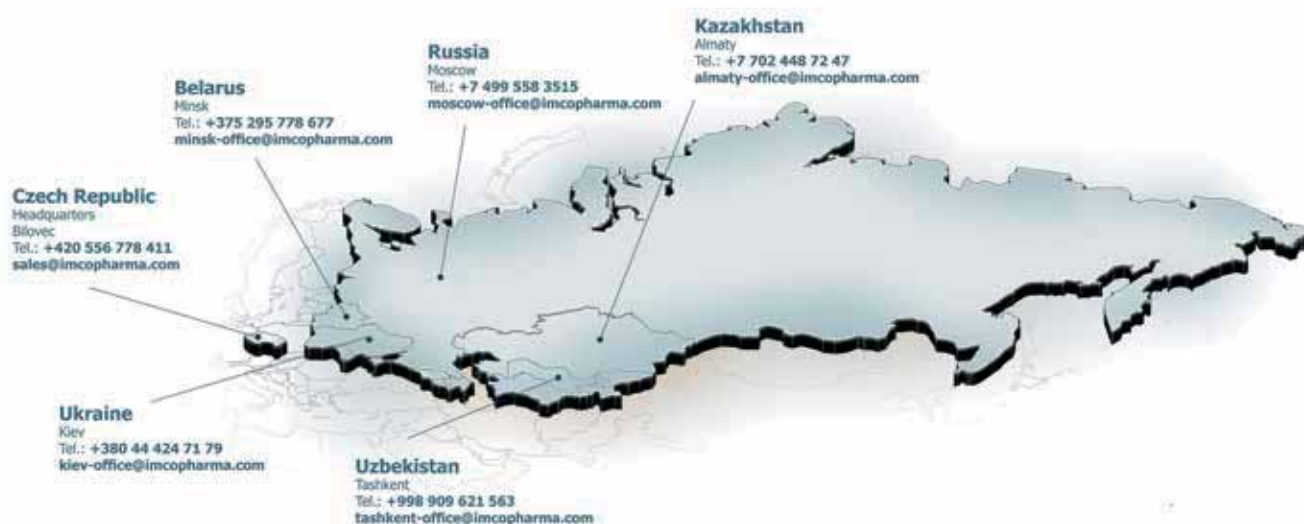 Kazakhstan
Almaty
Tel.: +7 702 448 72 47
almaty-office@imcopharma.com
Russia
Moscow
Tel.: +7 499 558 3515
moscow-office@imcopharma.com
Belarus
Minsk
Tel.: +375 295 778 677
minsk-office@imcopharma.com
Czech Republic
Headquarters
Bilovec
Tel.: +420 556 778 411
sales@imcopharma.com
Ukraine
Kiev
Tel.: +380 44 424 71 79
kiev-office@imcopharma.com
Uzbekistan
Tashkent
Tel.: +998 909 621 563
tashkent-office@imcopharma.com